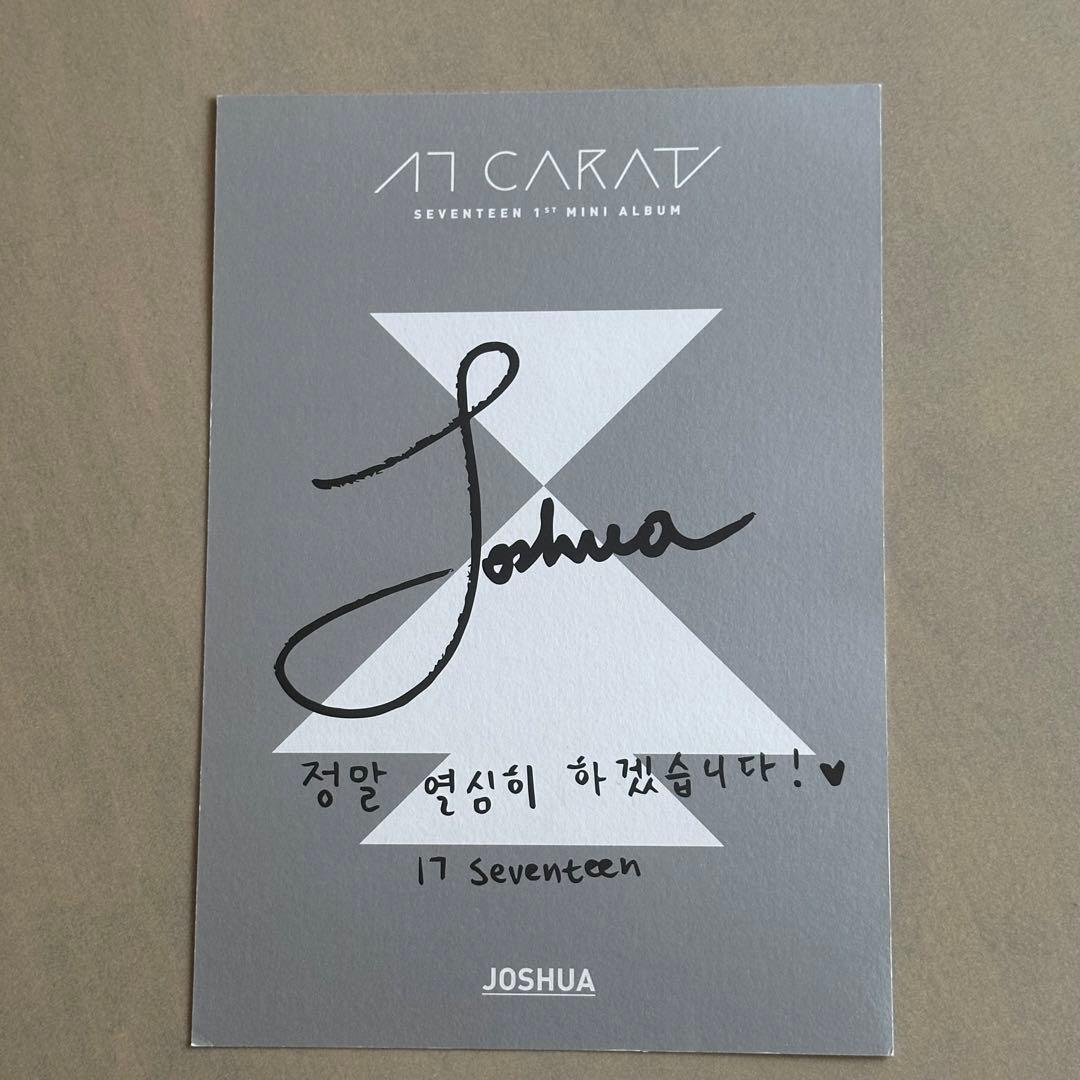 17 CARAT
SEVENTEEN 1ST MINI ALBUM
Joshua
정말 열심히 하겠습니다! ♥
17 Seventeen
JOSHUA